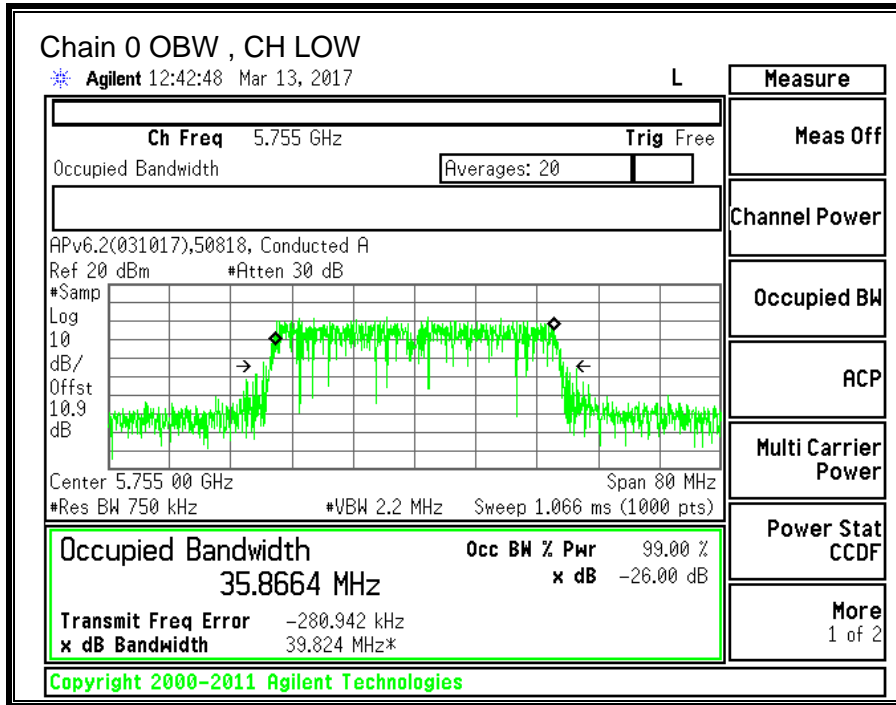 Chain 0 OBW , CH LOW
Agilent 12:42:48 Mar 13, 2017 L
Measure
Ch Freq 5.755 GHz Trig Free
Meas Off
Occupied Bandwidth Averages: 20
Channel Power
APv6.2(031017),50818, Conducted A
Ref 20 dBm #Atten 30 dB
#Samp
Log
10
dB/
Offst
10.9
dB
Occupied BW
ACP
Center 5.755 00 GHz Span 80 MHz
#Res BW 750 kHz #VBW 2.2 MHz Sweep 1.066 ms (1000 pts)
Multi Carrier
Power
Occupied Bandwidth Occ BW % Pwr 99.00 %
35.8664 MHz x dB -26.00 dB
Power Stat
CCDF
Transmit Freq Error -280.942 kHz
x dB Bandwidth 39.824 MHz*
More
1 of 2
Copyright 2000-2011 Agilent Technologies